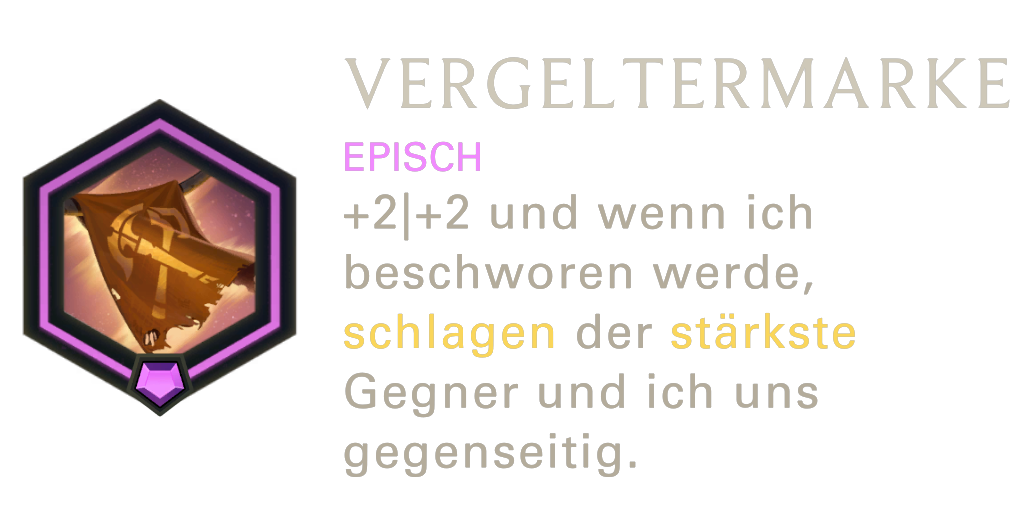 VERGELTERMARKE
EPISCH
+2|+2 und wenn ich
beschworen werde,
schlagen der stärkste
Gegner und ich uns
gegenseitig.